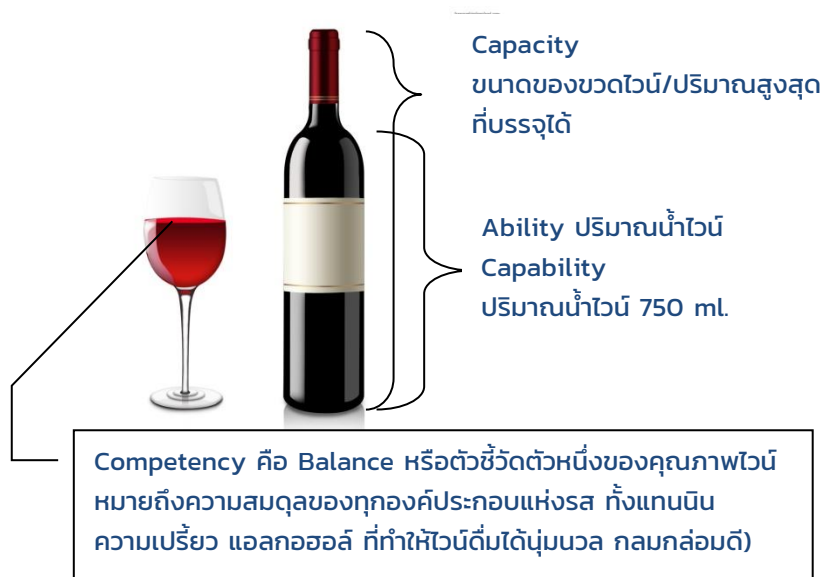 Capacity
ขนาดของขวดไวน์/ปริมาณสูงสุด
ที่บรรจุได้
Ability ปริมาณน้ำไวน์
Capability
ปริมาณน้ำไวน์ 750 ml.
Competency คือ Balance หรือตัวชี้วัดตัวหนึ่งของคุณภาพไวน์
หมายถึงความสมดุลของทุกองค์ประกอบแห่งรส ทั้งแทนนิน
ความเปรี้ยว แอลกอฮอล์ ที่ทำให้ไวน์ดื่มได้นุ่มนวล กลมกล่อมดี)